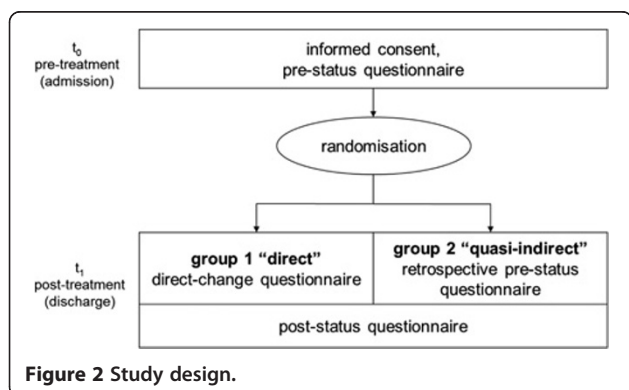 t0
pre-treatment
(admission)
informed consent,
pre-status questionnaire
randomisation
t1
post-treatment
(discharge)
group 1 "direct"
direct-change questionnaire
group 2 "quasi-indirect"
retrospective pre-status
questionnaire
post-status questionnaire
Figure 2 Study design.